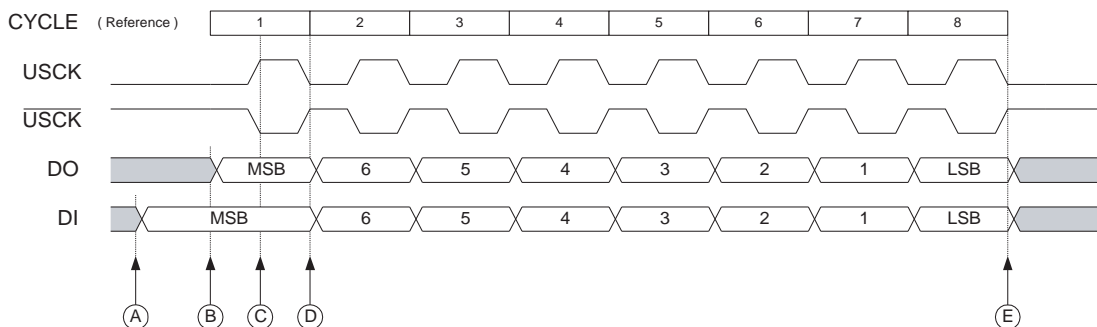 CYCLE ( Reference ) 1 2 3 4 5 6 7 8
USCK
USCK
DO MSB 6 5 4 3 2 1 LSB
DI MSB 6 5 4 3 2 1 LSB
A B C D E